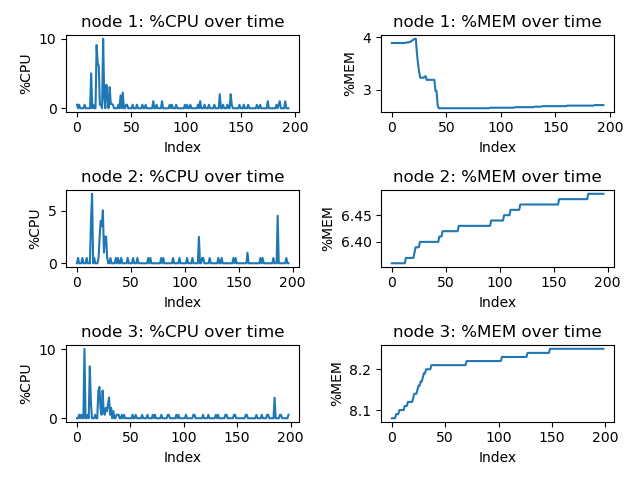 node 1: %CPU over time
10
0
%CPU
0 50 100 150 200
Index
node 1: %MEM over time
4
3
%MEM
0 50 100 150 200
Index
node 2: %CPU over time
5
0
%CPU
0 50 100 150 200
Index
node 2: %MEM over time
6.45
6.40
%MEM
0 50 100 150 200
Index
node 3: %CPU over time
10
0
%CPU
0 50 100 150 200
Index
node 3: %MEM over time
8.2
8.1
%MEM
0 50 100 150 200
Index